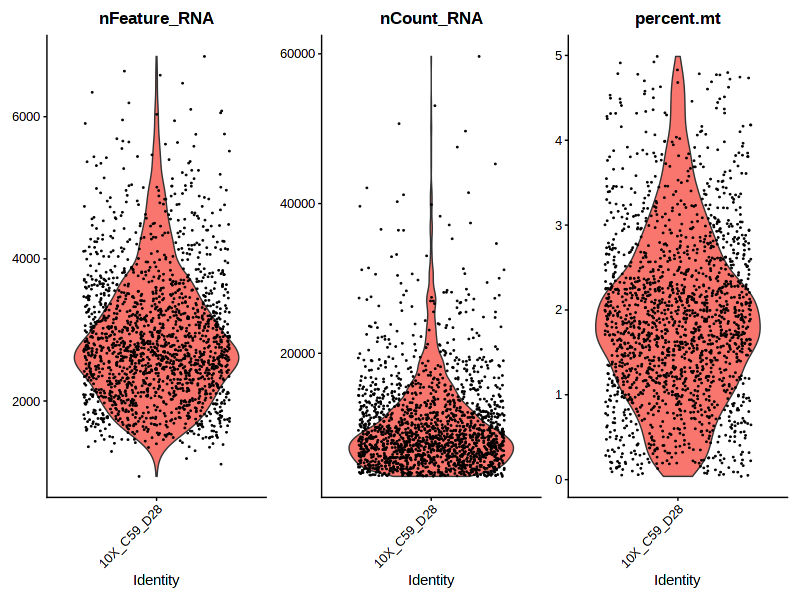 nFeature_RNA
6000
4000
2000
10X_C59_D28
Identity
nCount_RNA
60000
40000
20000
10X_C59_D28
Identity
percent.mt
5
4
3
2
1
0
10X_C59_D28
Identity